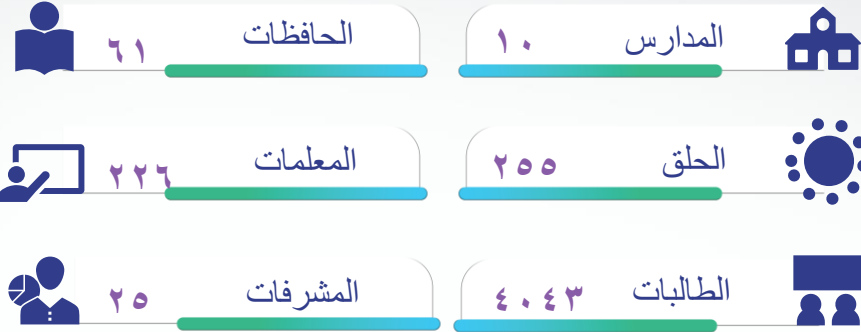 المدارس ١٠
الحافظات ٦١
الحلق ٢٥٥
المعلمات ٢٢٦
الطالبات ٤٠٤٣
المشرفات ٢٥